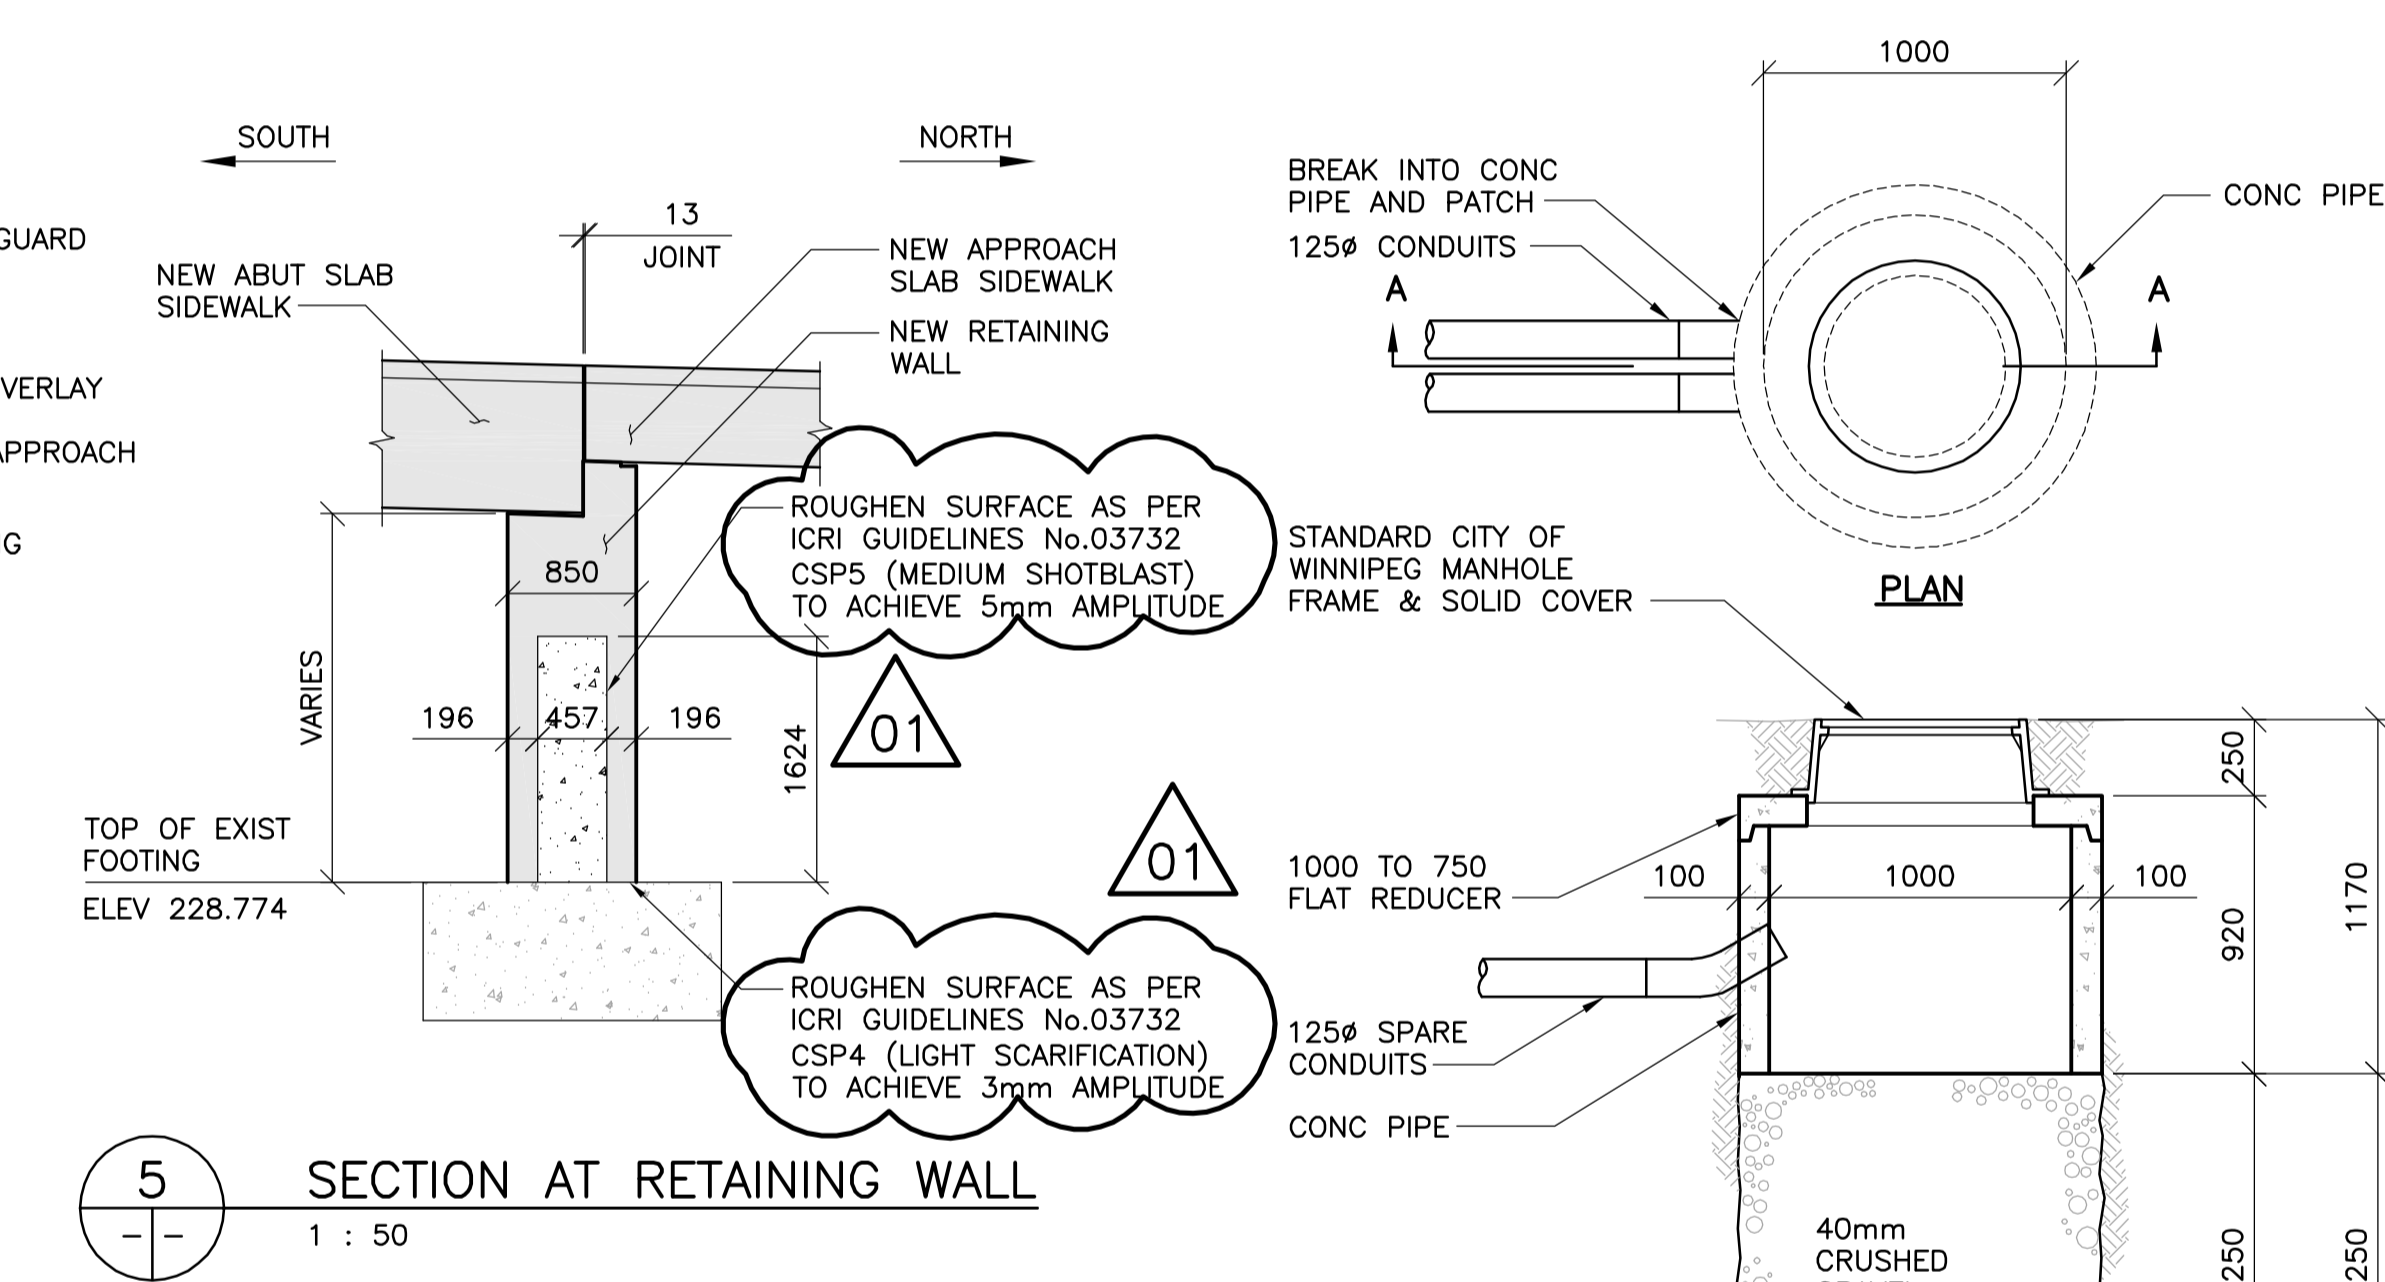 SOUTH
NORTH
13
JOINT
GUARD
NEW ABUT SLAB
SIDEWALK
NEW APPROACH
SLAB SIDEWALK
NEW RETAINING
WALL
VERLAY
APPROACH
G
ROUGHEN SURFACE AS PER
ICRI GUIDELINES No.03732
CSP5 (MEDIUM SHOTBLAST)
TO ACHIEVE 5mm AMPLITUDE
850
VARIES
196
457
196
1624
01
TOP OF EXIST
FOOTING
ELEV 228.774
01
ROUGHEN SURFACE AS PER
ICRI GUIDELINES No.03732
CSP4 (LIGHT SCARIFICATION)
TO ACHIEVE 3mm AMPLITUDE
5
- -
SECTION AT RETAINING WALL
1 : 50
1000
BREAK INTO CONC
PIPE AND PATCH
125ø CONDUITS
CONC PIPE
A
A
PLAN
STANDARD CITY OF
WINNIPEG MANHOLE
FRAME & SOLID COVER
250
1000 TO 750
FLAT REDUCER
100
1000
100
920
1170
125ø SPARE
CONDUITS
CONC PIPE
40mm
CRUSHED
250
250